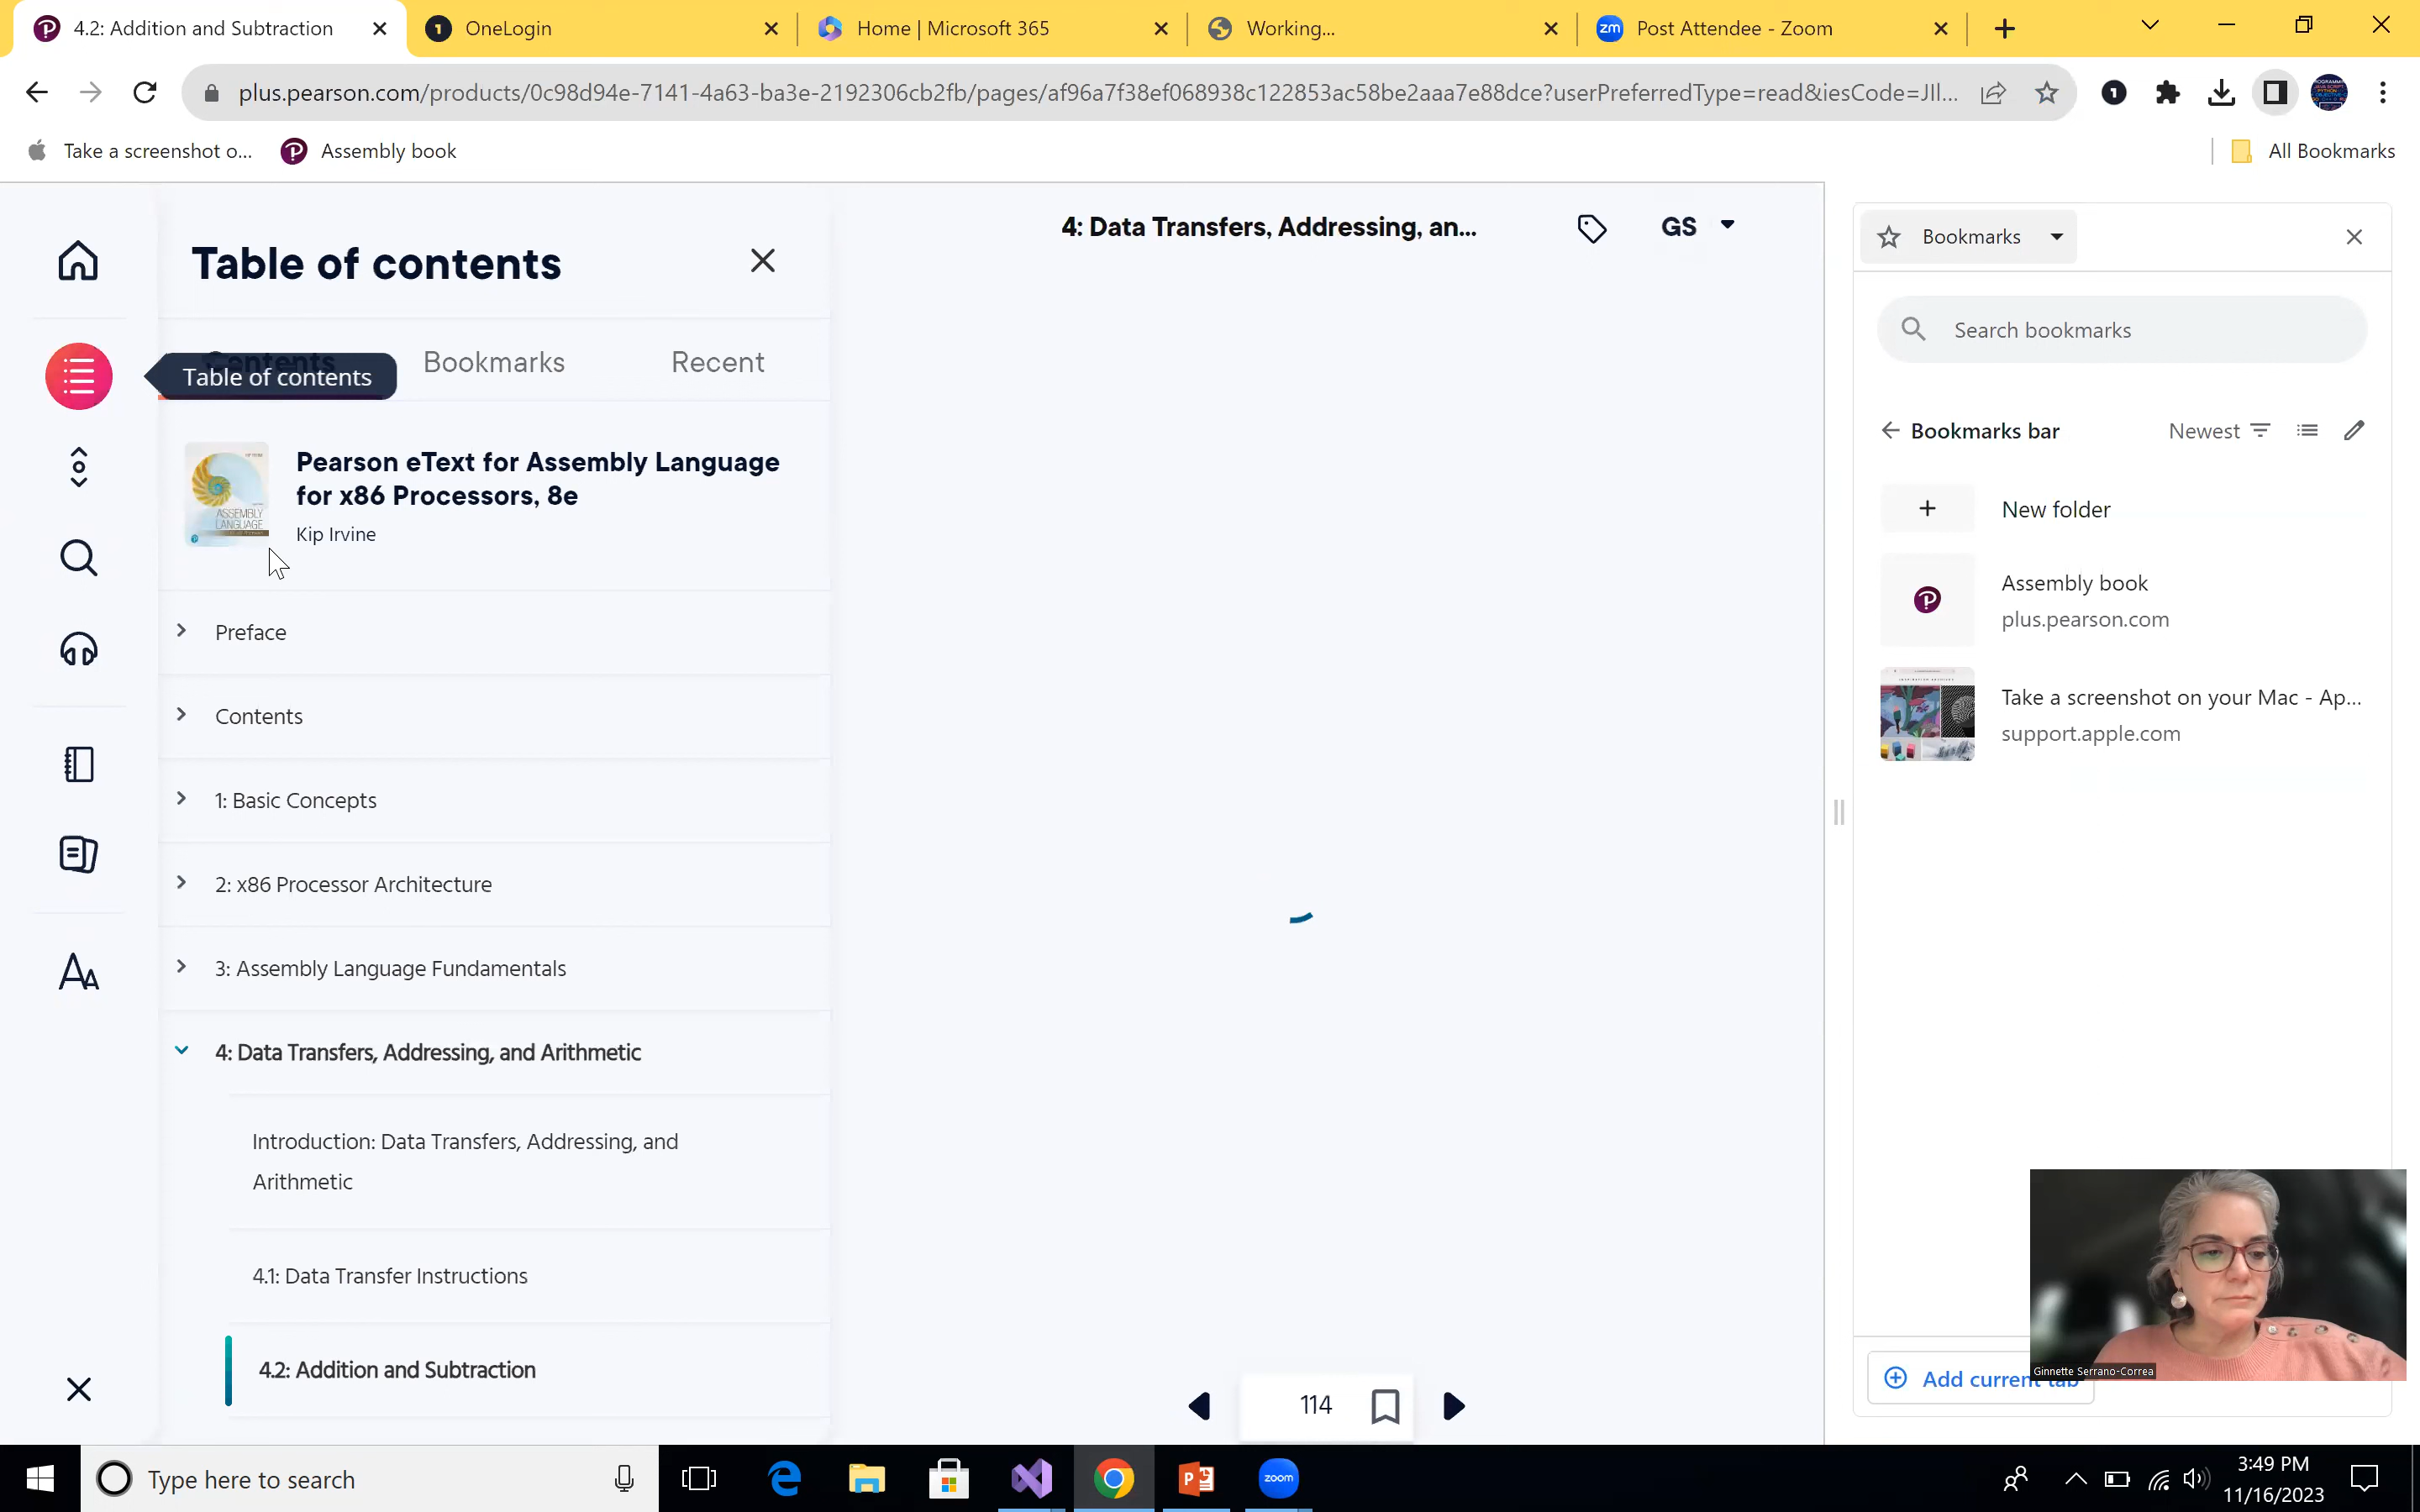 4.2: Addition and Subtraction
OneLogin
Home | Microsoft 365
Working...
zm
Post Attendee - Zoom
plus.pearson.com/products/0c98d94e-7141-4a63-ba3e-2192306cb2fb/pages/af96a7f38ef068938c122853ac58be2aaa7e88dce?userPreferredType=read&iesCode=JIl...
Take a screenshot o...
Assembly book
All Bookmarks
Table of contents
4: Data Transfers, Addressing, an...
GS
Bookmarks
Search bookmarks
Contents
Bookmarks
Recent
Table of contents
Bookmarks bar
Newest
Pearson eText for Assembly Language
for x86 Processors, 8e
Kip Irvine
ASSEMBLY
LANGUAGE
New folder
Assembly book
plus.pearson.com
Take a screenshot on your Mac - Ap...
support.apple.com
Preface
Contents
1: Basic Concepts
2: x86 Processor Architecture
3: Assembly Language Fundamentals
4: Data Transfers, Addressing, and Arithmetic
Introduction: Data Transfers, Addressing, and
Arithmetic
4.1: Data Transfer Instructions
4.2: Addition and Subtraction
114
Add current tab
Ginnette Serrano-Correa
Type here to search
zoom
3:49 PM
11/16/2023